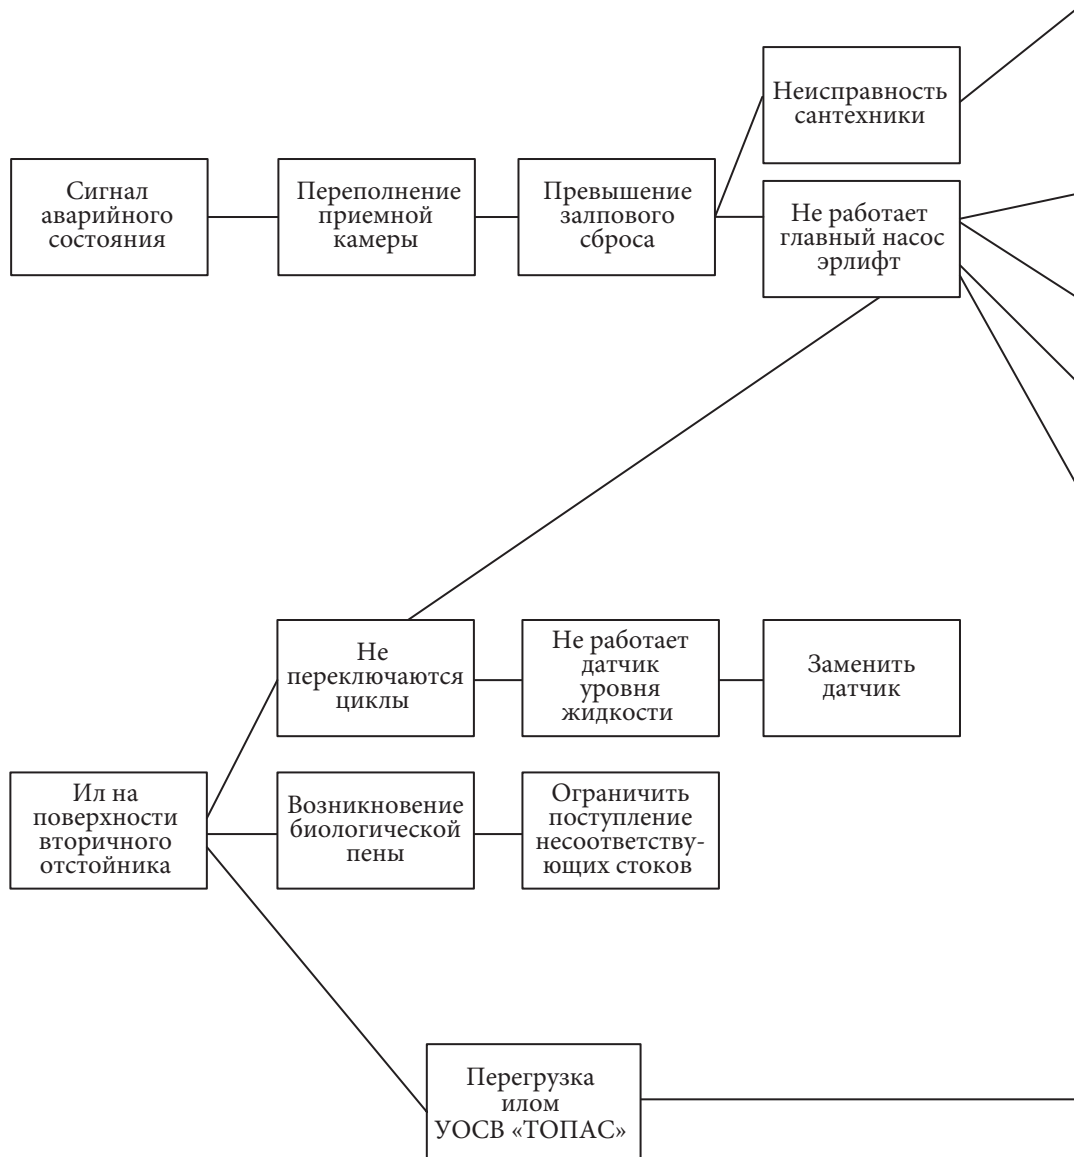 Неисправность
сантехники
Сигнал
аварийного
состояния
Переполнение
приемной
камеры
Превышение
залпового
сброса
Не работает
главный насос
эрлифт
Не
переключаются
циклы
Не работает
датчик
уровня
жидкости
Заменить
датчик
Ил на
поверхности
вторичного
отстойника
Возникновение
биологической
пены
Ограничить
поступление
несоответству-
ющих стоков
Перегрузка
илом
УОСВ «ТОПАС»